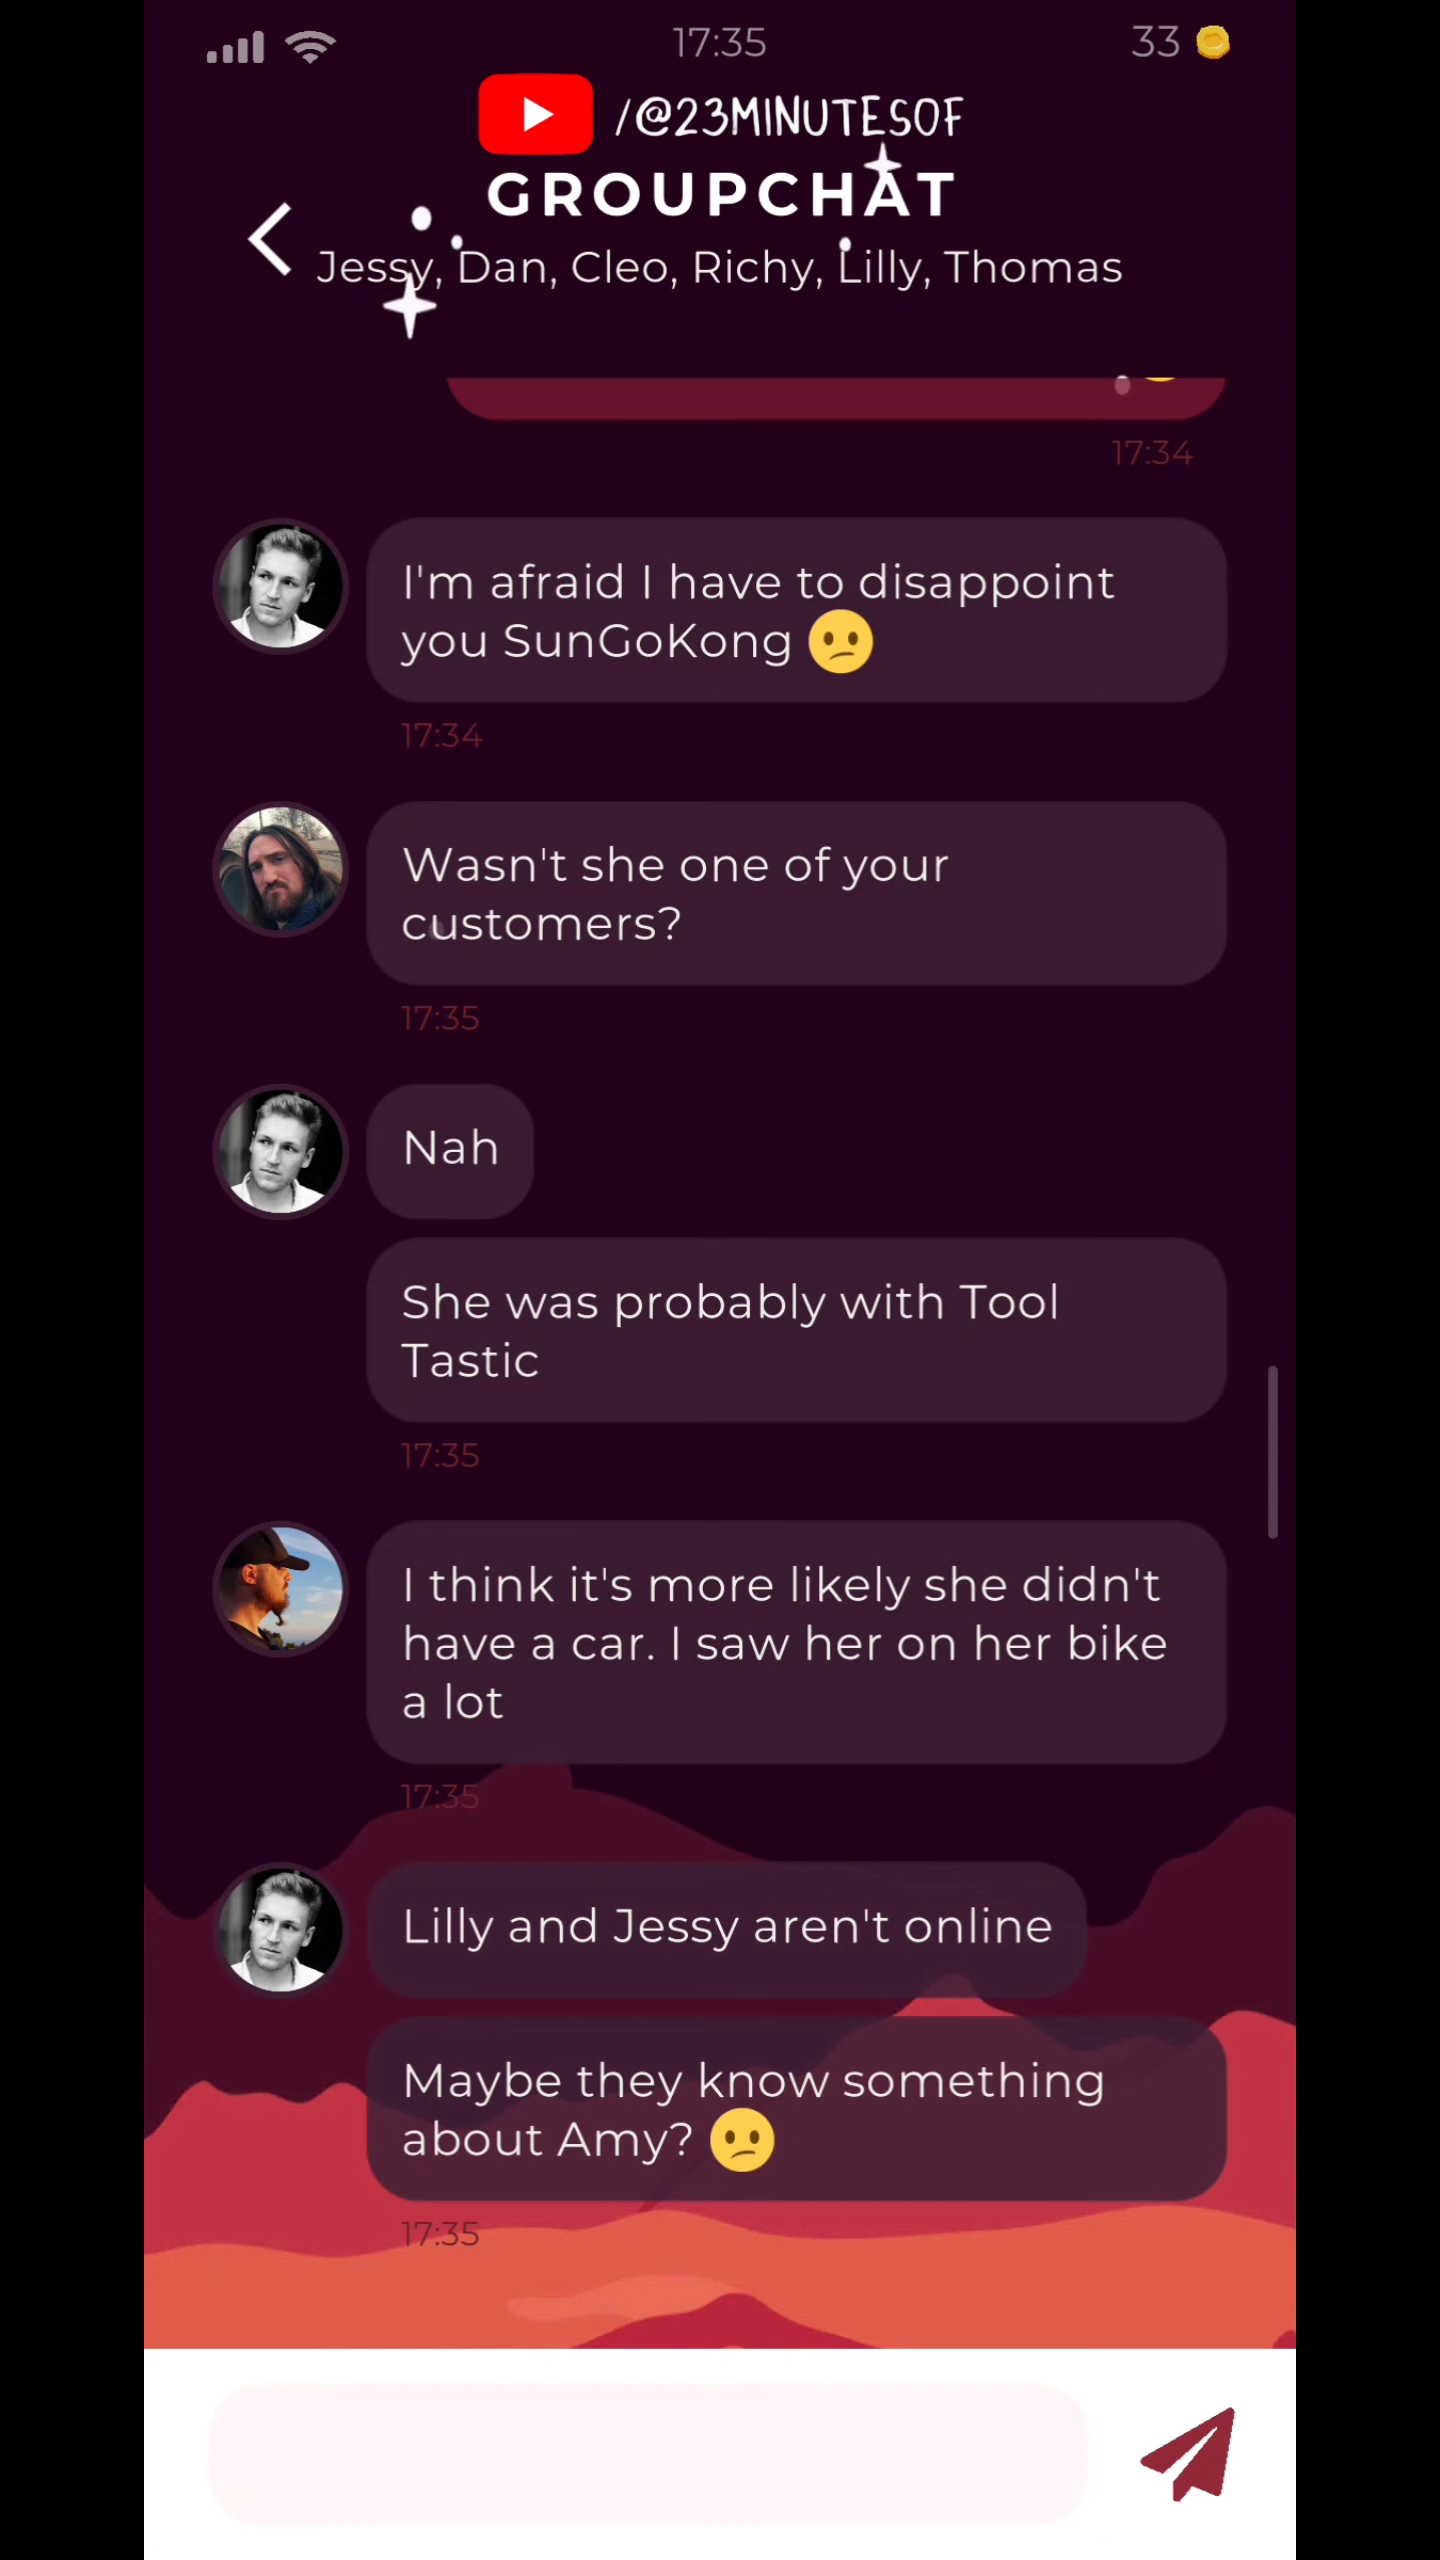 17:35
33
/@23MINUTESOF
GROUPCHAT
Jessy, Dan, Cleo, Richy, Lilly, Thomas
17:34
I'm afraid I have to disappoint
you SunGoKong 😕
17:34
Wasn't she one of your
customers?
17:35
Nah
She was probably with Tool
Tastic
17:35
I think it's more likely she didn't
have a car. I saw her on her bike
a lot
17:35
Lilly and Jessy aren't online
Maybe they know something
about Amy? 😕
17:35